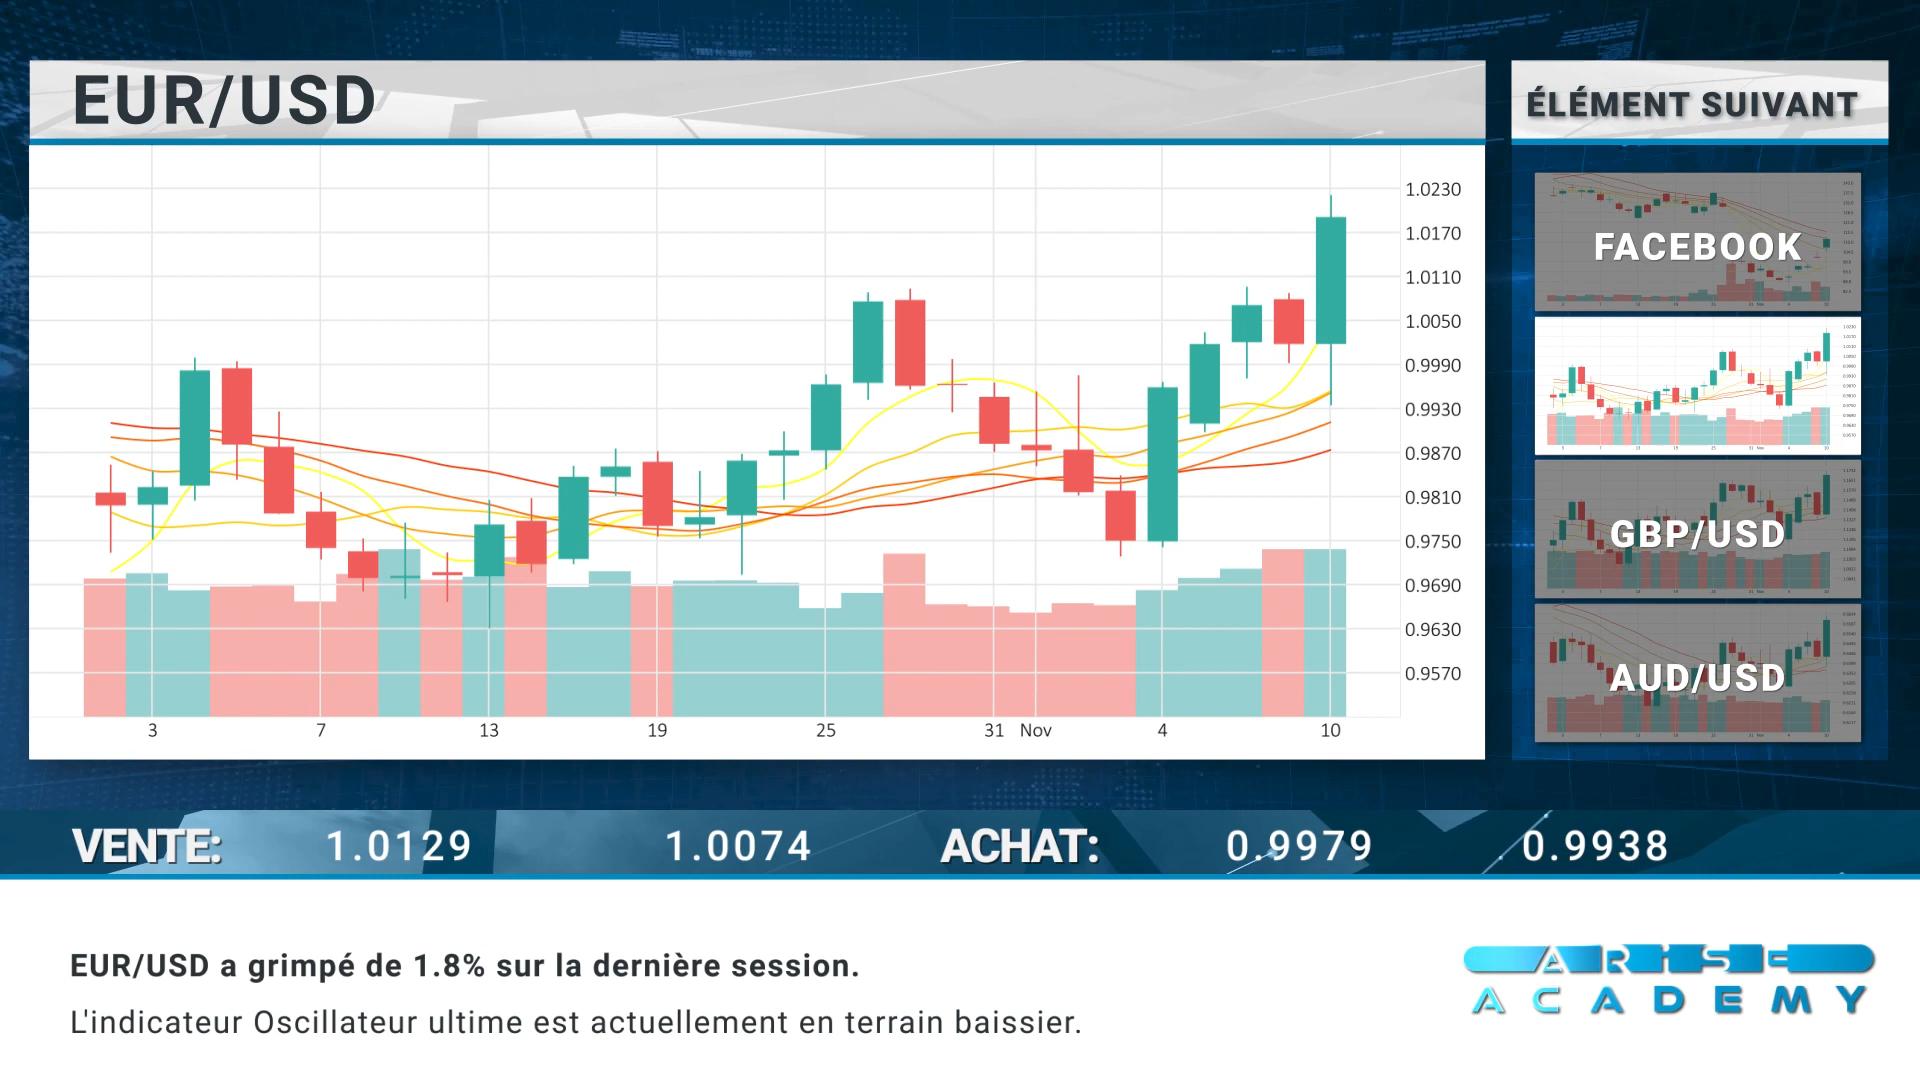 EUR/USD
ÉLÉMENT SUIVANT
1.0230
1.0170
1.0110
1.0050
0.9990
0.9930
0.9870
0.9810
0.9750
0.9690
0.9630
0.9570
3 7 13 19 25 31 Nov 4 10
FACEBOOK
GBP/USD
AUD/USD
VENTE: 1.0129 1.0074 ACHAT: 0.9979 0.9938
EUR/USD a grimpé de 1.8% sur la dernière session.
L'indicateur Oscillateur ultime est actuellement en terrain baissier.
ARISE
ACADEMY